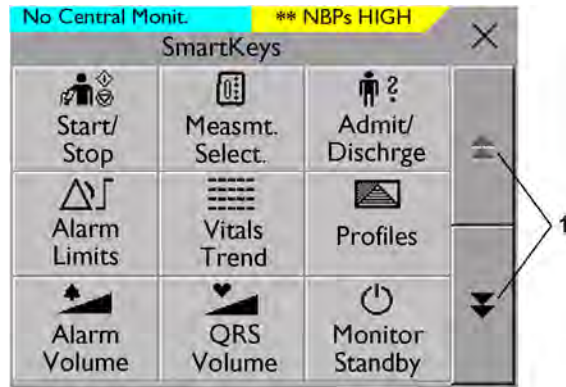 No Central Monit.
** NBPs HIGH
SmartKeys
Start/
Stop
Measmt.
Select.
Admit/
Dischrge
Alarm
Limits
Vitals
Trend
Profiles
Alarm
Volume
QRS
Volume
Monitor
Standby
1